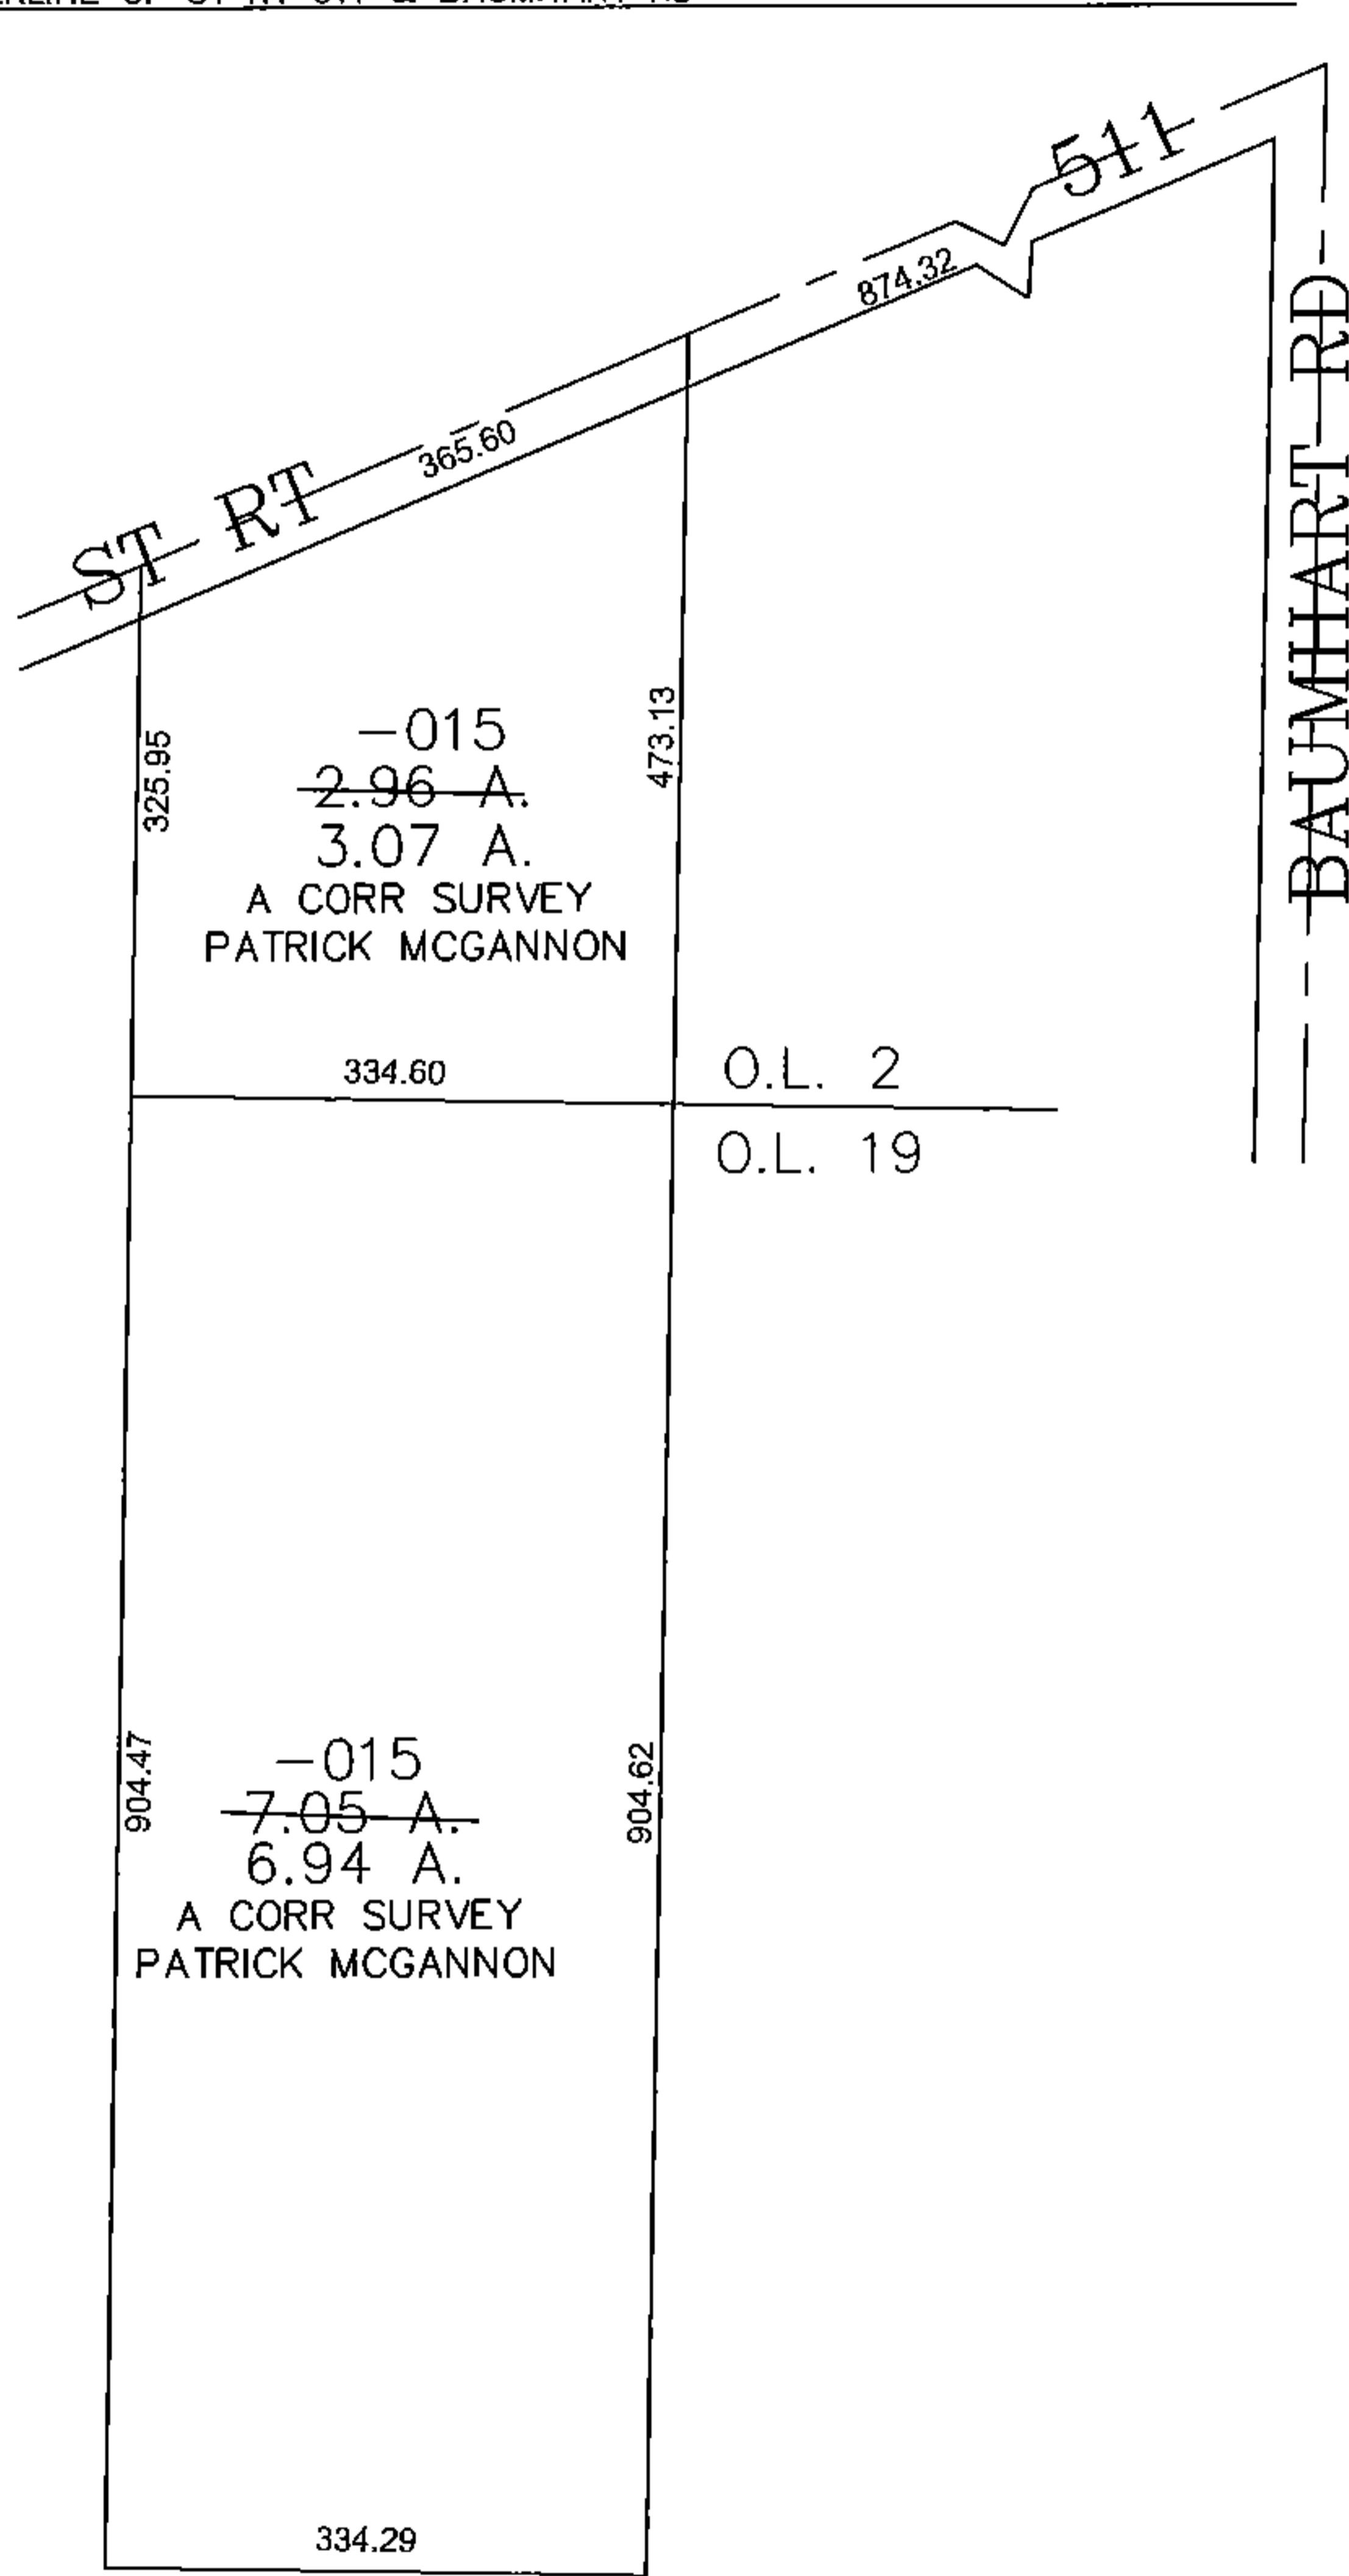 511
874.32
BAUMHART RD
365.60
ST RT
325.95
473.13
-015
2.96 A.
3.07 A.
A CORR SURVEY
PATRICK MCGANNON
334.60
O.L. 2
O.L. 19
904.47
904.62
-015
7.05 A.
6.94 A.
A CORR SURVEY
PATRICK MCGANNON
334.29